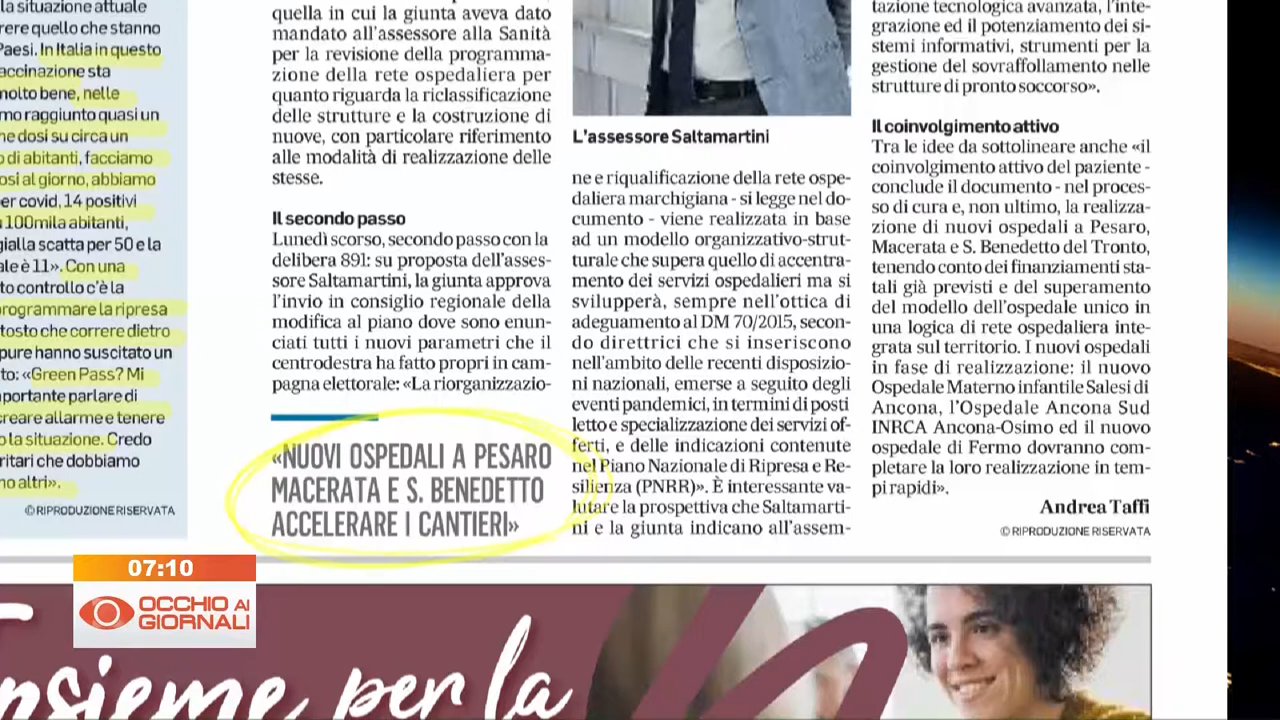 la situazione attuale
rere quello che stanno
Paesi. In Italia in questo
accinazione sta
molto bene, nelle
mo raggiunto quasi un
ne dosi su circa un
o di abitanti, facciamo
osi al giorno, abbiamo
er covid, 14 positivi
100mila abitanti,
gialla scatta per 50 e la
ale è 11». Con una
to controllo c'è la
programmare la ripresa
tosto che correre dietro
pure hanno suscitato un
to: «Green Pass? Mi
portante parlare di
creare allarme e tenere
o la situazione. Credo
ritari che dobbiamo
no altri».
© RIPRODUZIONE RISERVATA
quella in cui la giunta aveva dato
mandato all'assessore alla Sanità
per la revisione della programma-
zione della rete ospedaliera per
quanto riguarda la riclassificazione
delle strutture e la costruzione di
nuove, con particolare riferimento
alle modalità di realizzazione delle
stesse.
Il secondo passo
Lunedì scorso, secondo passo con la
delibera 891: su proposta dell'asses-
sore Saltamartini, la giunta approva
l'invio in consiglio regionale della
modifica al piano dove sono enun-
ciati tutti i nuovi parametri che il
centrodestra ha fatto propri in cam-
pagna elettorale: «La riorganizzazio-
«NUOVI OSPEDALI A PESARO
MACERATA E S. BENEDETTO
ACCELERARE I CANTIERI»
L'assessore Saltamartini
ne e riqualificazione della rete ospe-
daliera marchigiana - si legge nel do-
cumento - viene realizzata in base
ad un modello organizzativo-strut-
turale che supera quello di accentra-
mento dei servizi ospedalieri ma si
svilupperà, sempre nell'ottica di
adeguamento al DM 70/2015, secon-
do direttrici che si inseriscono
nell'ambito delle recenti disposizio-
ni nazionali, emerse a seguito degli
eventi pandemici, in termini di posti
letto e specializzazione dei servizi of-
ferti, e delle indicazioni contenute
nel Piano Nazionale di Ripresa e Re-
silienza (PNRR)». È interessante va-
lutare la prospettiva che Saltamarti-
ni e la giunta indicano all'assem-
tazione tecnologica avanzata, l'inte-
grazione ed il potenziamento dei si-
stemi informativi, strumenti per la
gestione del sovraffollamento nelle
strutture di pronto soccorso».
Il coinvolgimento attivo
Tra le idee da sottolineare anche «il
coinvolgimento attivo del paziente -
conclude il documento - nel proces-
so di cura e, non ultimo, la realizza-
zione di nuovi ospedali a Pesaro,
Macerata e S. Benedetto del Tronto,
tenendo conto dei finanziamenti sta-
tali già previsti e del superamento
del modello dell'ospedale unico in
una logica di rete ospedaliera inte-
grata sul territorio. I nuovi ospedali
in fase di realizzazione: il nuovo
Ospedale Materno infantile Salesi di
Ancona, l'Ospedale Ancona Sud
INRCA Ancona-Osimo ed il nuovo
ospedale di Fermo dovranno com-
pletare la loro realizzazione in tem-
pi rapidi».
Andrea Taffi
© RIPRODUZIONE RISERVATA
07:10
OCCHIO AI
GIORNALI
Insieme per la